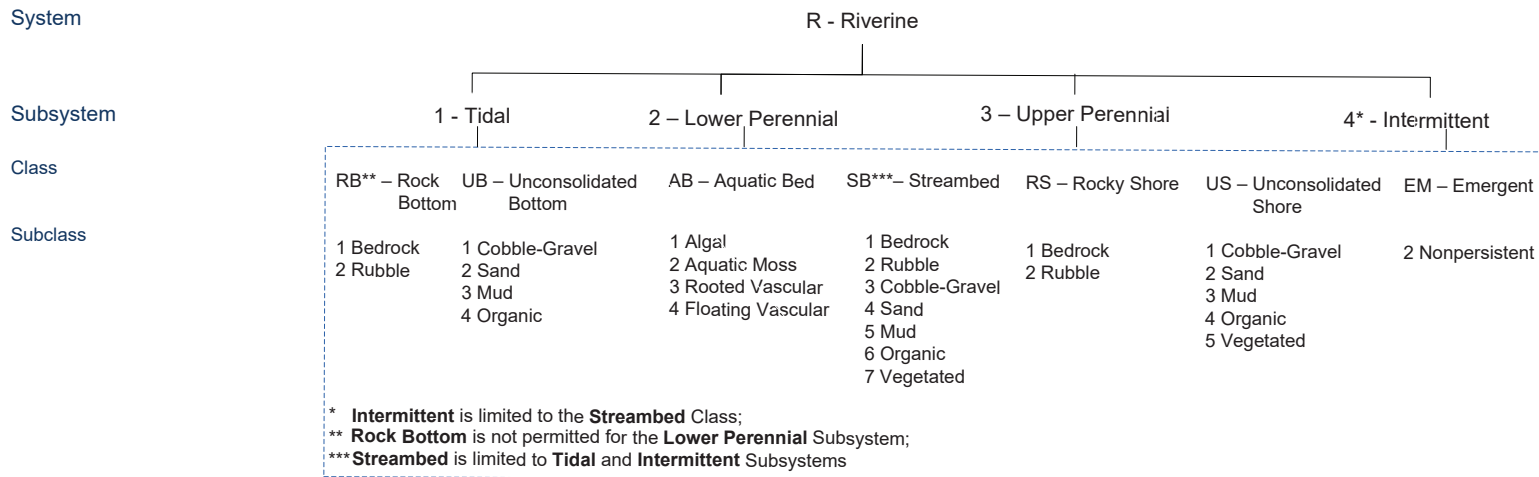 System
R - Riverine
Subsystem
1 - Tidal
2 – Lower Perennial
3 – Upper Perennial
4* - Intermittent
Class
RB** – Rock
Bottom
UB – Unconsolidated
Bottom
AB – Aquatic Bed
SB***– Streambed
RS – Rocky Shore
US – Unconsolidated
Shore
EM – Emergent
Subclass
1 Bedrock
2 Rubble
1 Cobble-Gravel
2 Sand
3 Mud
4 Organic
1 Algal
2 Aquatic Moss
3 Rooted Vascular
4 Floating Vascular
1 Bedrock
2 Rubble
3 Cobble-Gravel
4 Sand
5 Mud
6 Organic
7 Vegetated
1 Bedrock
2 Rubble
1 Cobble-Gravel
2 Sand
3 Mud
4 Organic
5 Vegetated
2 Nonpersistent
* Intermittent is limited to the Streambed Class;
** Rock Bottom is not permitted for the Lower Perennial Subsystem;
*** Streambed is limited to Tidal and Intermittent Subsystems